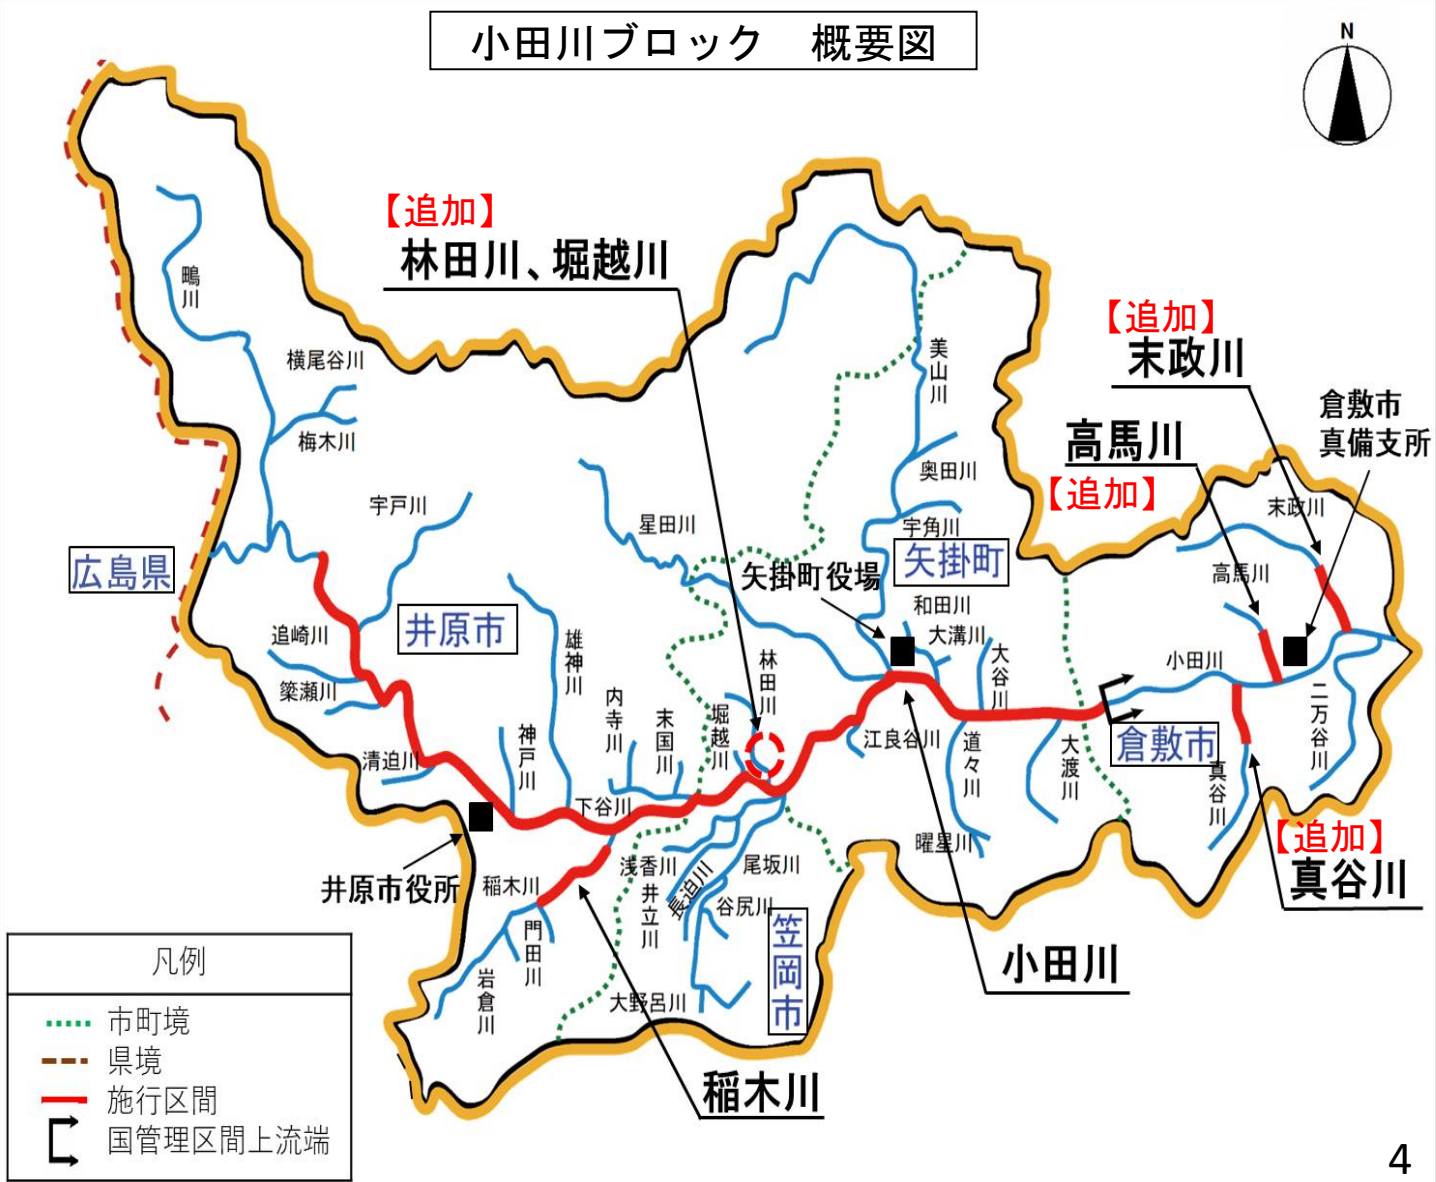 小田川ブロック　概要図
N
【追加】
林田川、堀越川
【追加】
末政川
倉敷市
真備支所
高馬川
【追加】
鴫川
横尾谷川
梅木川
美山川
奥田川
宇戸川
星田川
宇角川
末政川
広島県
矢掛町
矢掛町役場
高馬川
井原市
和田川
大溝川
追崎川
雄神川
林田川
大谷川
小田川
簗瀬川
内寺川
末国川
堀越川
二万谷川
清迫川
神戸川
江良谷川
道々川
大渡川
倉敷市
真谷川
下谷川
曜星川
【追加】
真谷川
井原市役所
稲木川
浅香川
井立川
長迫川
尾坂川
谷尻川
門田川
岩倉川
笠岡市
小田川
大野呂川
稲木川
凡例
市町境
県境
施行区間
国管理区間上流端
4